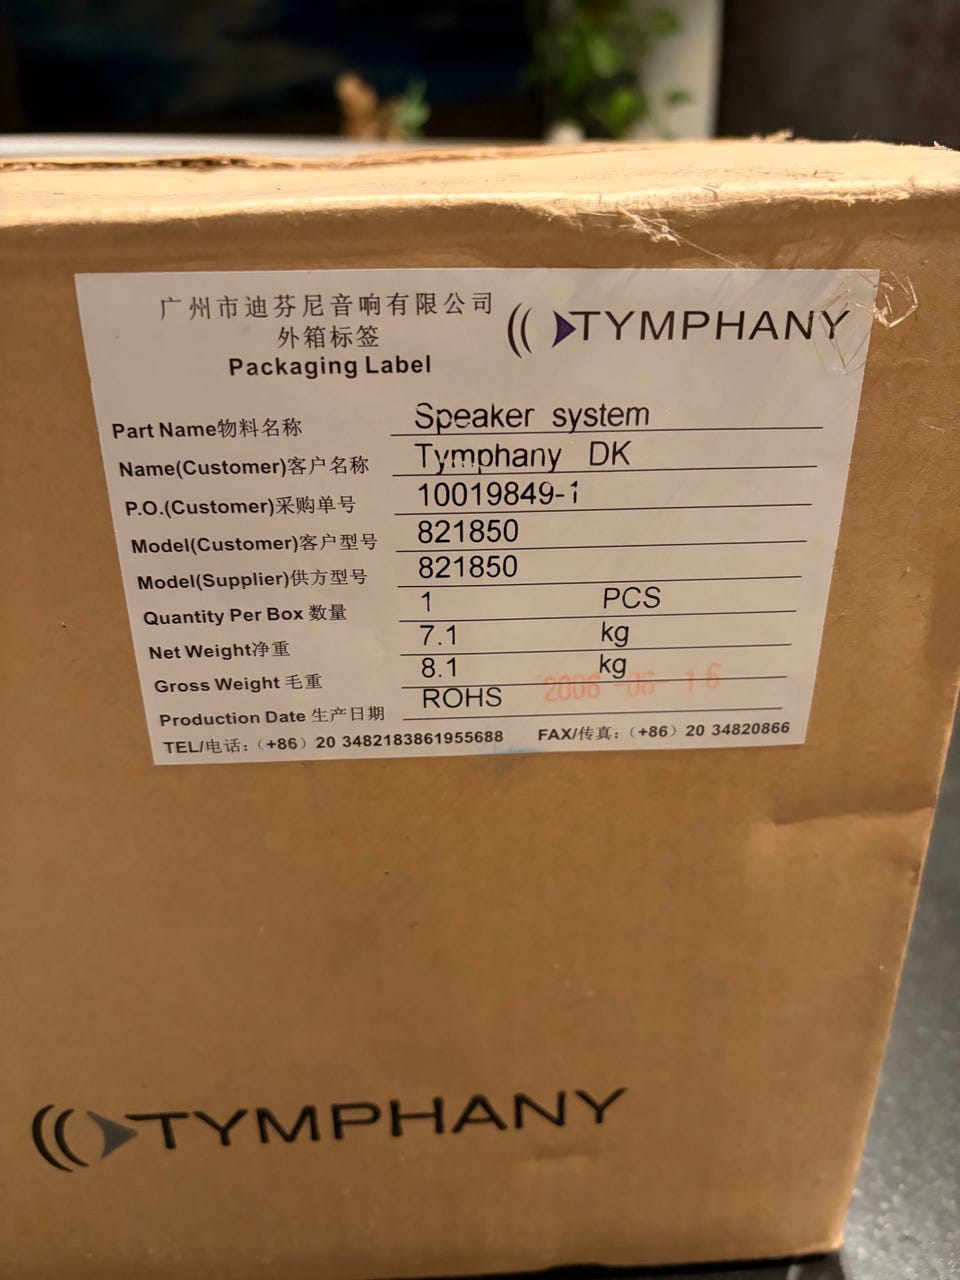 广州市迪芬尼音响有限公司
TYMPHANY
外箱标签
Packaging Label
Part Name物料名称 Speaker system
Name(Customer)客户名称 Tymphany DK
P.O.(Customer)采购单号 10019849-1
Model(Customer)客户型号 821850
Model(Supplier)供方型号 821850
Quantity Per Box 数量 1 PCS
Net Weight净重 7.1 kg
Gross Weight 毛重 8.1 kg
Production Date 生产日期 ROHS 2008-06-16
TEL/电话:（+86）20 3482183861955688 FAX/传真:（+86）20 34820866
TYMPHANY